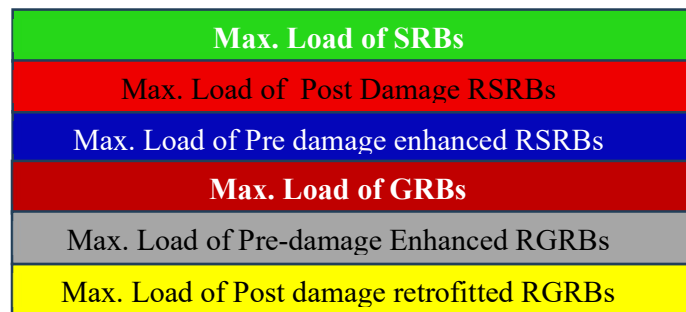 Max. Load of SRBs
Max. Load of Post Damage RSRBs
Max. Load of Pre damage enhanced RSRBs
Max. Load of GRBs
Max. Load of Pre-damage Enhanced RGRBs
Max. Load of Post damage retrofitted RGRBs